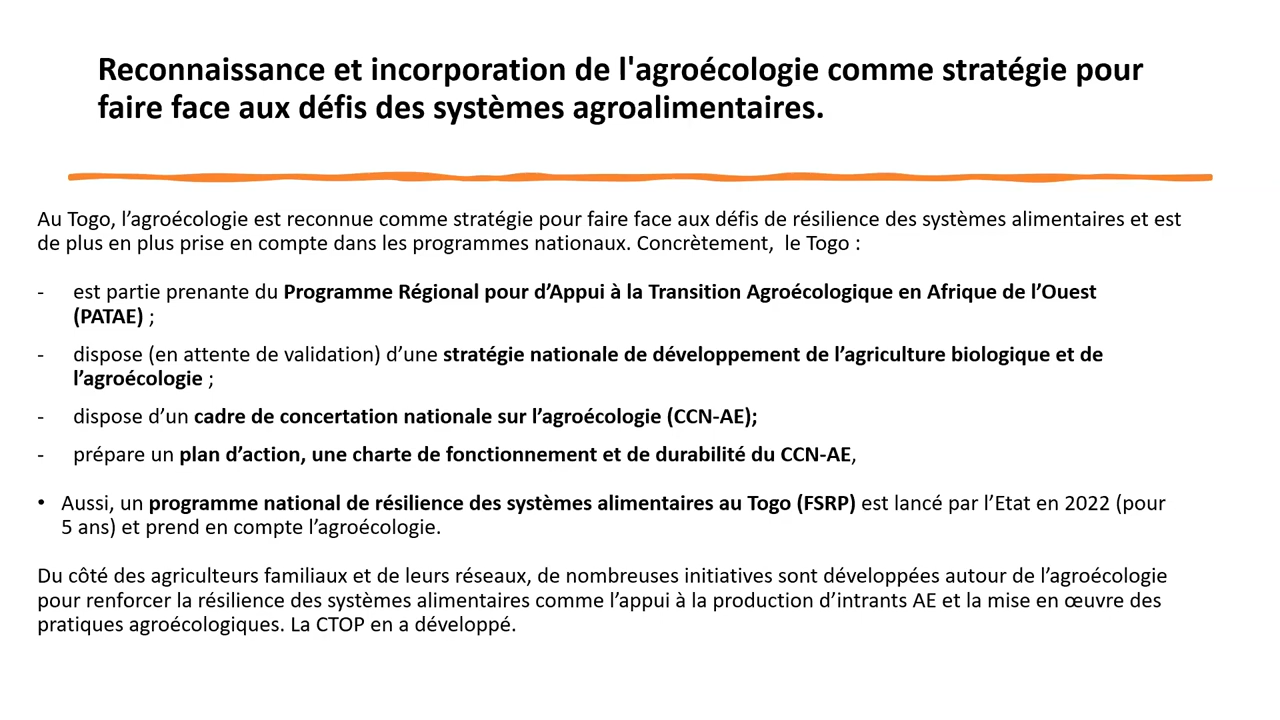 Reconnaissance et incorporation de l'agroécologie comme stratégie pour
faire face aux défis des systèmes agroalimentaires.
Au Togo, l’agroécologie est reconnue comme stratégie pour faire face aux défis de résilience des systèmes alimentaires et est
de plus en plus prise en compte dans les programmes nationaux. Concrètement,  le Togo :
- est partie prenante du Programme Régional pour d’Appui à la Transition Agroécologique en Afrique de l’Ouest
(PATAE) ;
- dispose (en attente de validation) d’une stratégie nationale de développement de l’agriculture biologique et de
l’agroécologie ;
- dispose d’un cadre de concertation nationale sur l’agroécologie (CCN-AE);
- prépare un plan d’action, une charte de fonctionnement et de durabilité du CCN-AE,
• Aussi, un programme national de résilience des systèmes alimentaires au Togo (FSRP) est lancé par l’Etat en 2022 (pour
5 ans) et prend en compte l’agroécologie.
Du côté des agriculteurs familiaux et de leurs réseaux, de nombreuses initiatives sont développées autour de l’agroécologie
pour renforcer la résilience des systèmes alimentaires comme l’appui à la production d’intrants AE et la mise en œuvre des
pratiques agroécologiques. La CTOP en a développé.